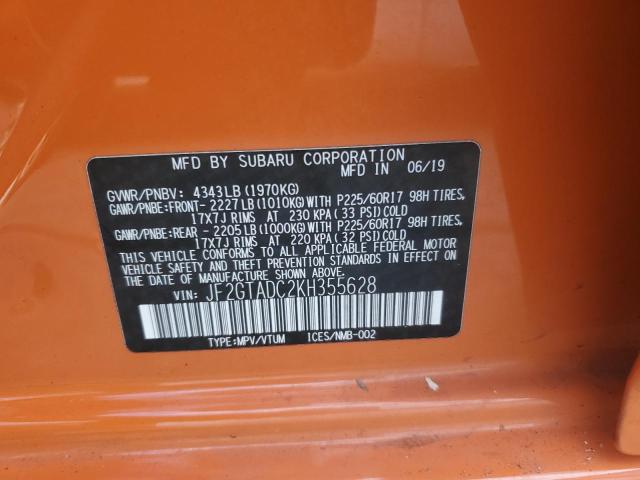 MFD BY SUBARU CORPORATION
MFD IN 06/19
GVWR/PNBV: 4343LB(1970KG)
GAWR/PNBE:FRONT- 2227LB(1010KG)WITH P225/60R17 98H TIRES,
17X7J RIMS AT 230 KPA(33 PSI)COLD
GAWR/PNBE:REAR - 2205LB(1000KG)WITH P225/60R17 98H TIRES,
17X7J RIMS AT 220 KPA(32 PSI)COLD
THIS VEHICLE CONFORMS TO ALL APPLICABLE FEDERAL MOTOR
VEHICLE SAFETY AND THEFT PREVENTION STANDARDS IN EFFECT
ON THE DATE OF MANUFACTURE SHOWN ABOVE.
VIN: JF2GTADC2KH355628
TYPE:MPV/VTUM ICES/NMB-002